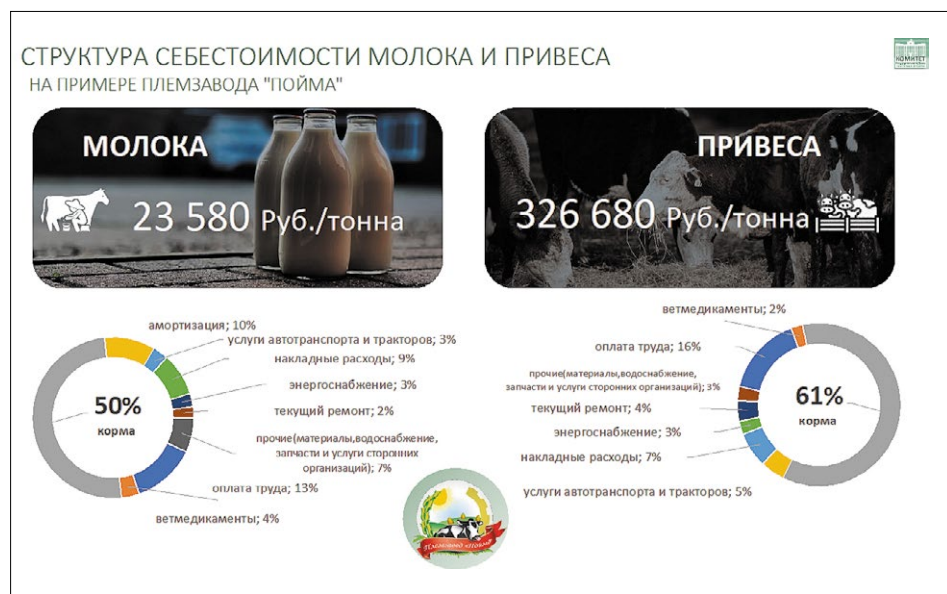 СТРУКТУРА СЕБЕСТОИМОСТИ МОЛОКА И ПРИВЕСА
НА ПРИМЕРЕ ПЛЕМЗАВОДА "ПОЙМА"
КОМИТЕТ
МОЛОКА
23 580 Руб./тонна
ПРИВЕСА
326 680 Руб./тонна
амортизация; 10%
услуги автотранспорта и тракторов; 3%
накладные расходы; 9%
энергоснабжение; 3%
текущий ремонт; 2%
прочие(материалы,водоснабжение,
запчасти и услуги сторонних
организаций); 7%
оплата труда; 13%
ветмедикаменты; 4%
50%
корма
ветмедикаменты; 2%
оплата труда; 16%
прочие(материалы,водоснабжение,
запчасти и услуги сторонних организаций); 3%
текущий ремонт; 4%
энергоснабжение; 3%
накладные расходы; 7%
услуги автотранспорта и тракторов; 5%
61%
корма